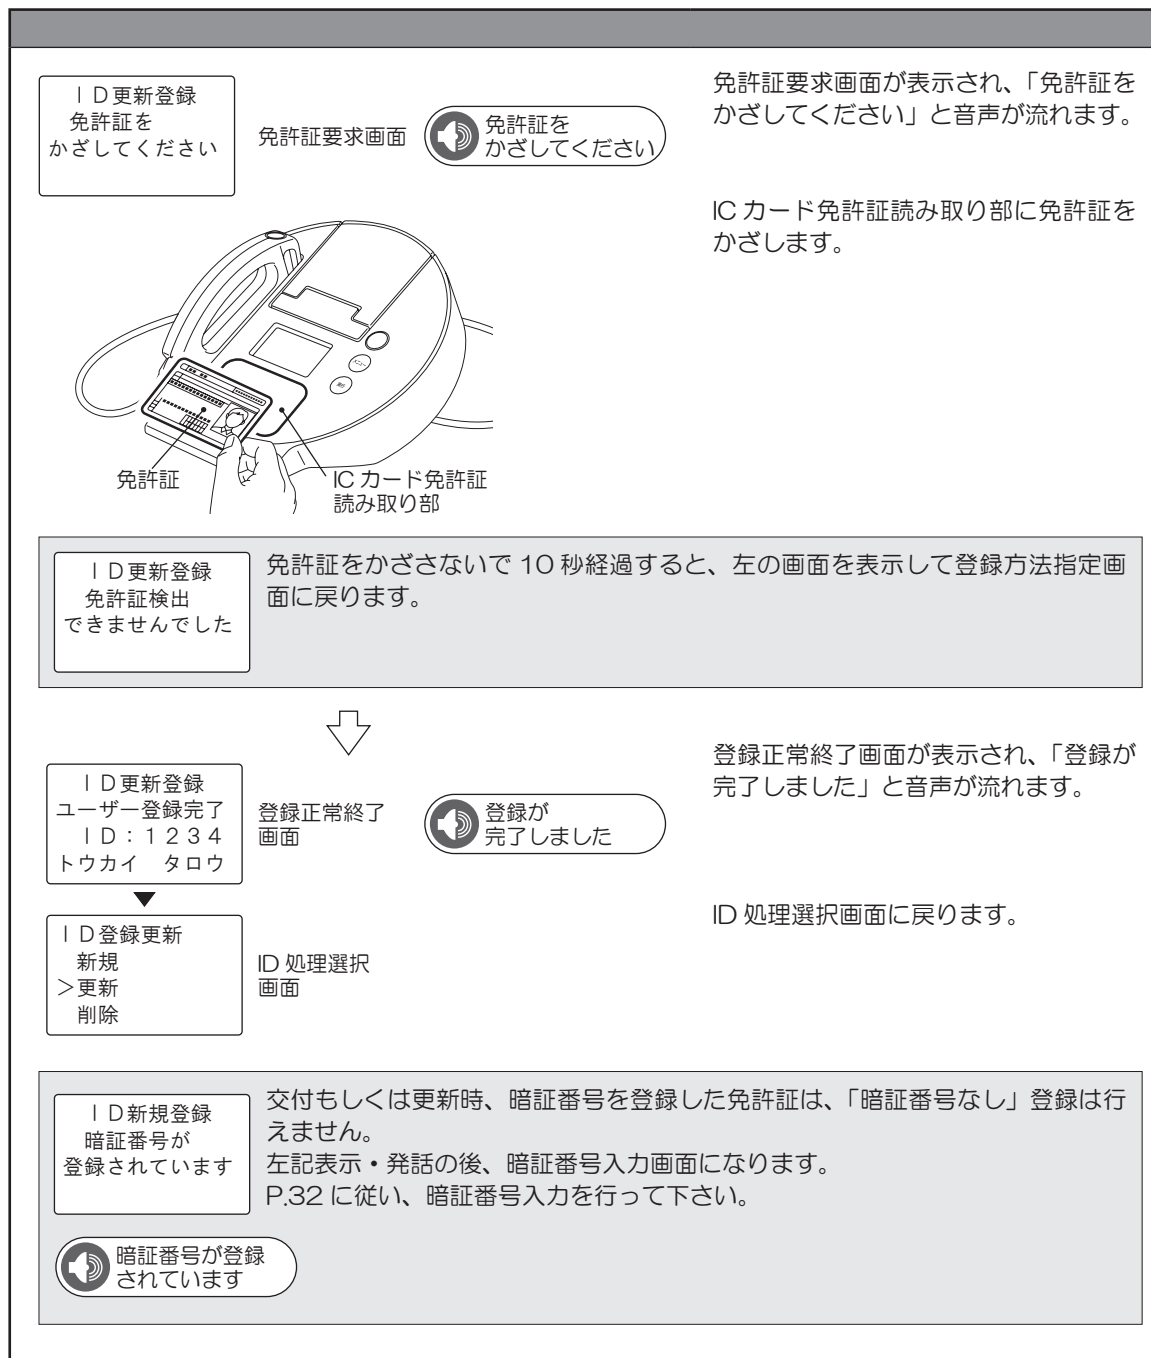 ＩＤ更新登録
免許証を
かざしてください
免許証要求画面
免許証を
かざしてください
免許証要求画面が表示され、「免許証を
かざしてください」と音声が流れます。
ICカード免許証読み取り部に免許証を
かざします。
メニュー
免許証
ICカード免許証
読み取り部
ＩＤ更新登録
免許証検出
できませんでした
免許証をかざさないで 10 秒経過すると、左の画面を表示して登録方法指定画
面に戻ります。
ＩＤ更新登録
ユーザー登録完了
ＩＤ：１２３４
トウカイ　タロウ
登録正常終了
画面
登録が
完了しました
登録正常終了画面が表示され、「登録が
完了しました」と音声が流れます。
ＩＤ登録更新
新規
＞更新
削除
ID 処理選択
画面
ID 処理選択画面に戻ります。
ＩＤ新規登録
暗証番号が
登録されています
交付もしくは更新時、暗証番号を登録した免許証は、「暗証番号なし」登録は行
えません。
左記表示・発話の後、暗証番号入力画面になります。
P.32 に従い、暗証番号入力を行って下さい。
暗証番号が登録
されています